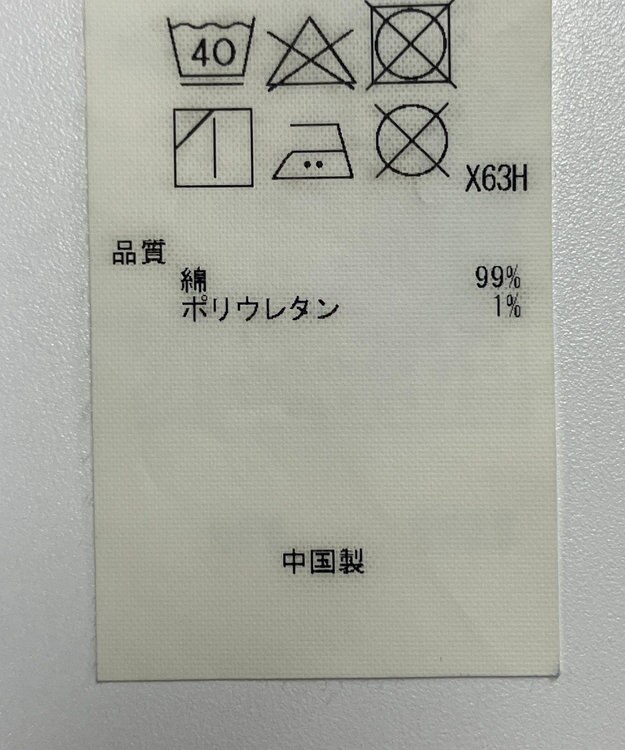 40
X63H
品質
綿 99%
ポリウレタン 1%
中国製